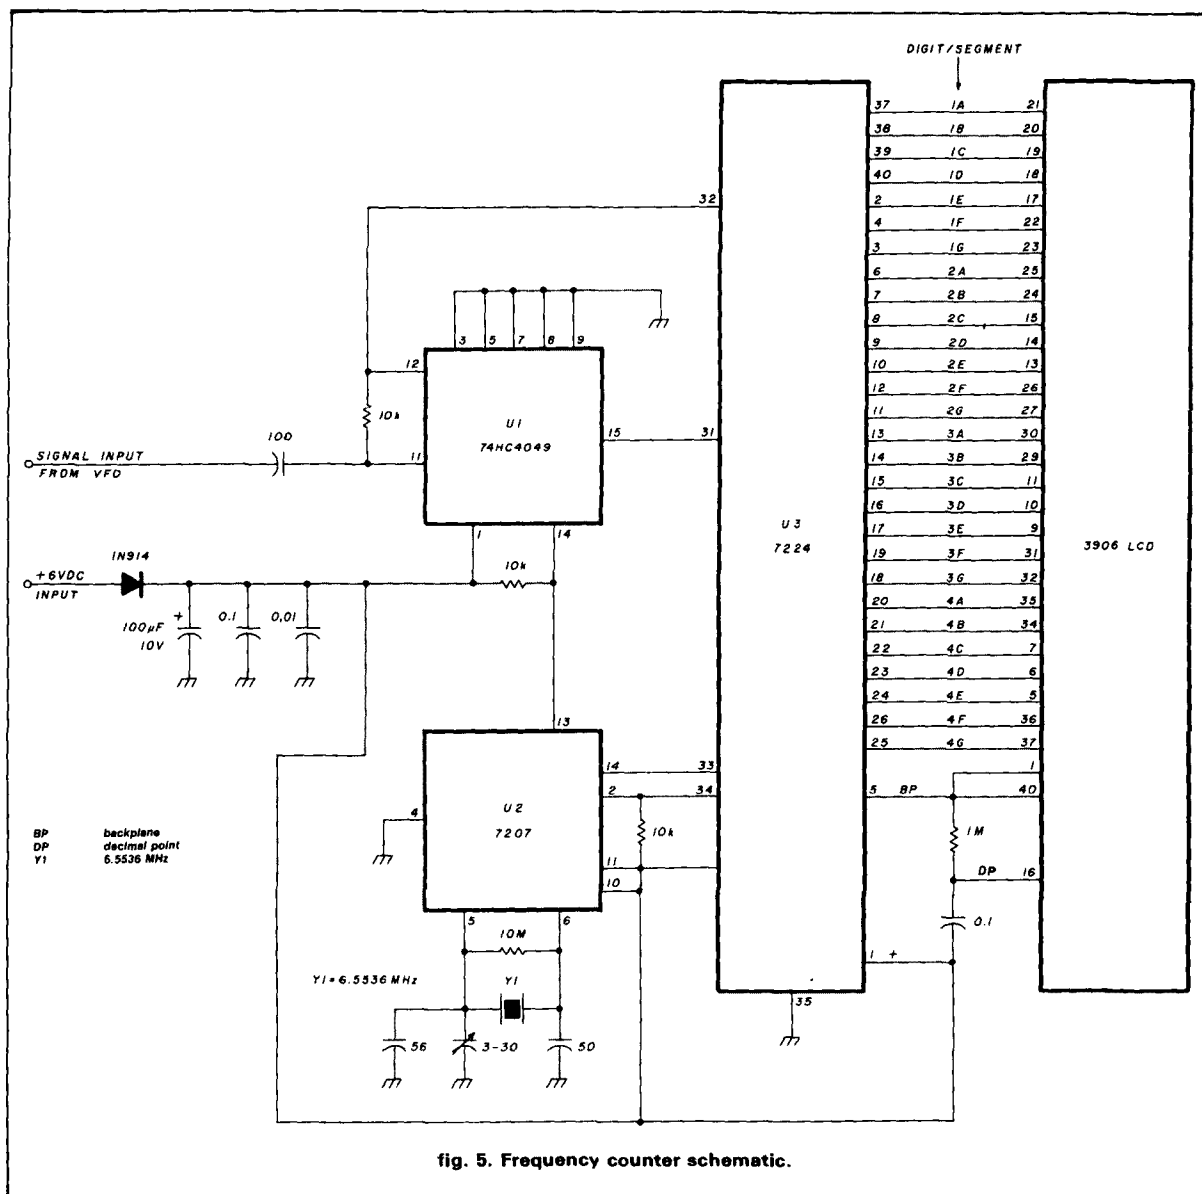 DIGIT/SEGMENT
37 1A 21
38 1B 20
39 1C 19
40 1D 18
32
2 1E 17
4 1F 22
3 1G 23
6 2A 25
7 2B 24
8 2C 15
9 2D 14
10 2E 13
12 2F 26
11 2G 27
13 3A 30
14 3B 29
15 3C 11
16 3D 10
17 3E 9
19 3F 31
18 3G 32
20 4A 35
21 4B 34
22 4C 7
23 4D 6
24 4E 5
26 4F 36
25 4G 37
1
5 BP 40
1M
DP 16
0.1
1 +
35
U3
7224
3906 LCD
3 5 7 8 9
12
10k
U1
74HC4049
15 31
100
11
SIGNAL INPUT
FROM VFO
1 14
1N914
10k
+6VDC
INPUT
+
100µF
10V
0.1
0.01
13
14 33
2 34
4
U2
7207
10k
11
10
5 6
10M
Y1=6.5536 MHz
Y1
56
3-30
50
BP backplane
DP decimal point
Y1 6.5536 MHz
fig. 5. Frequency counter schematic.